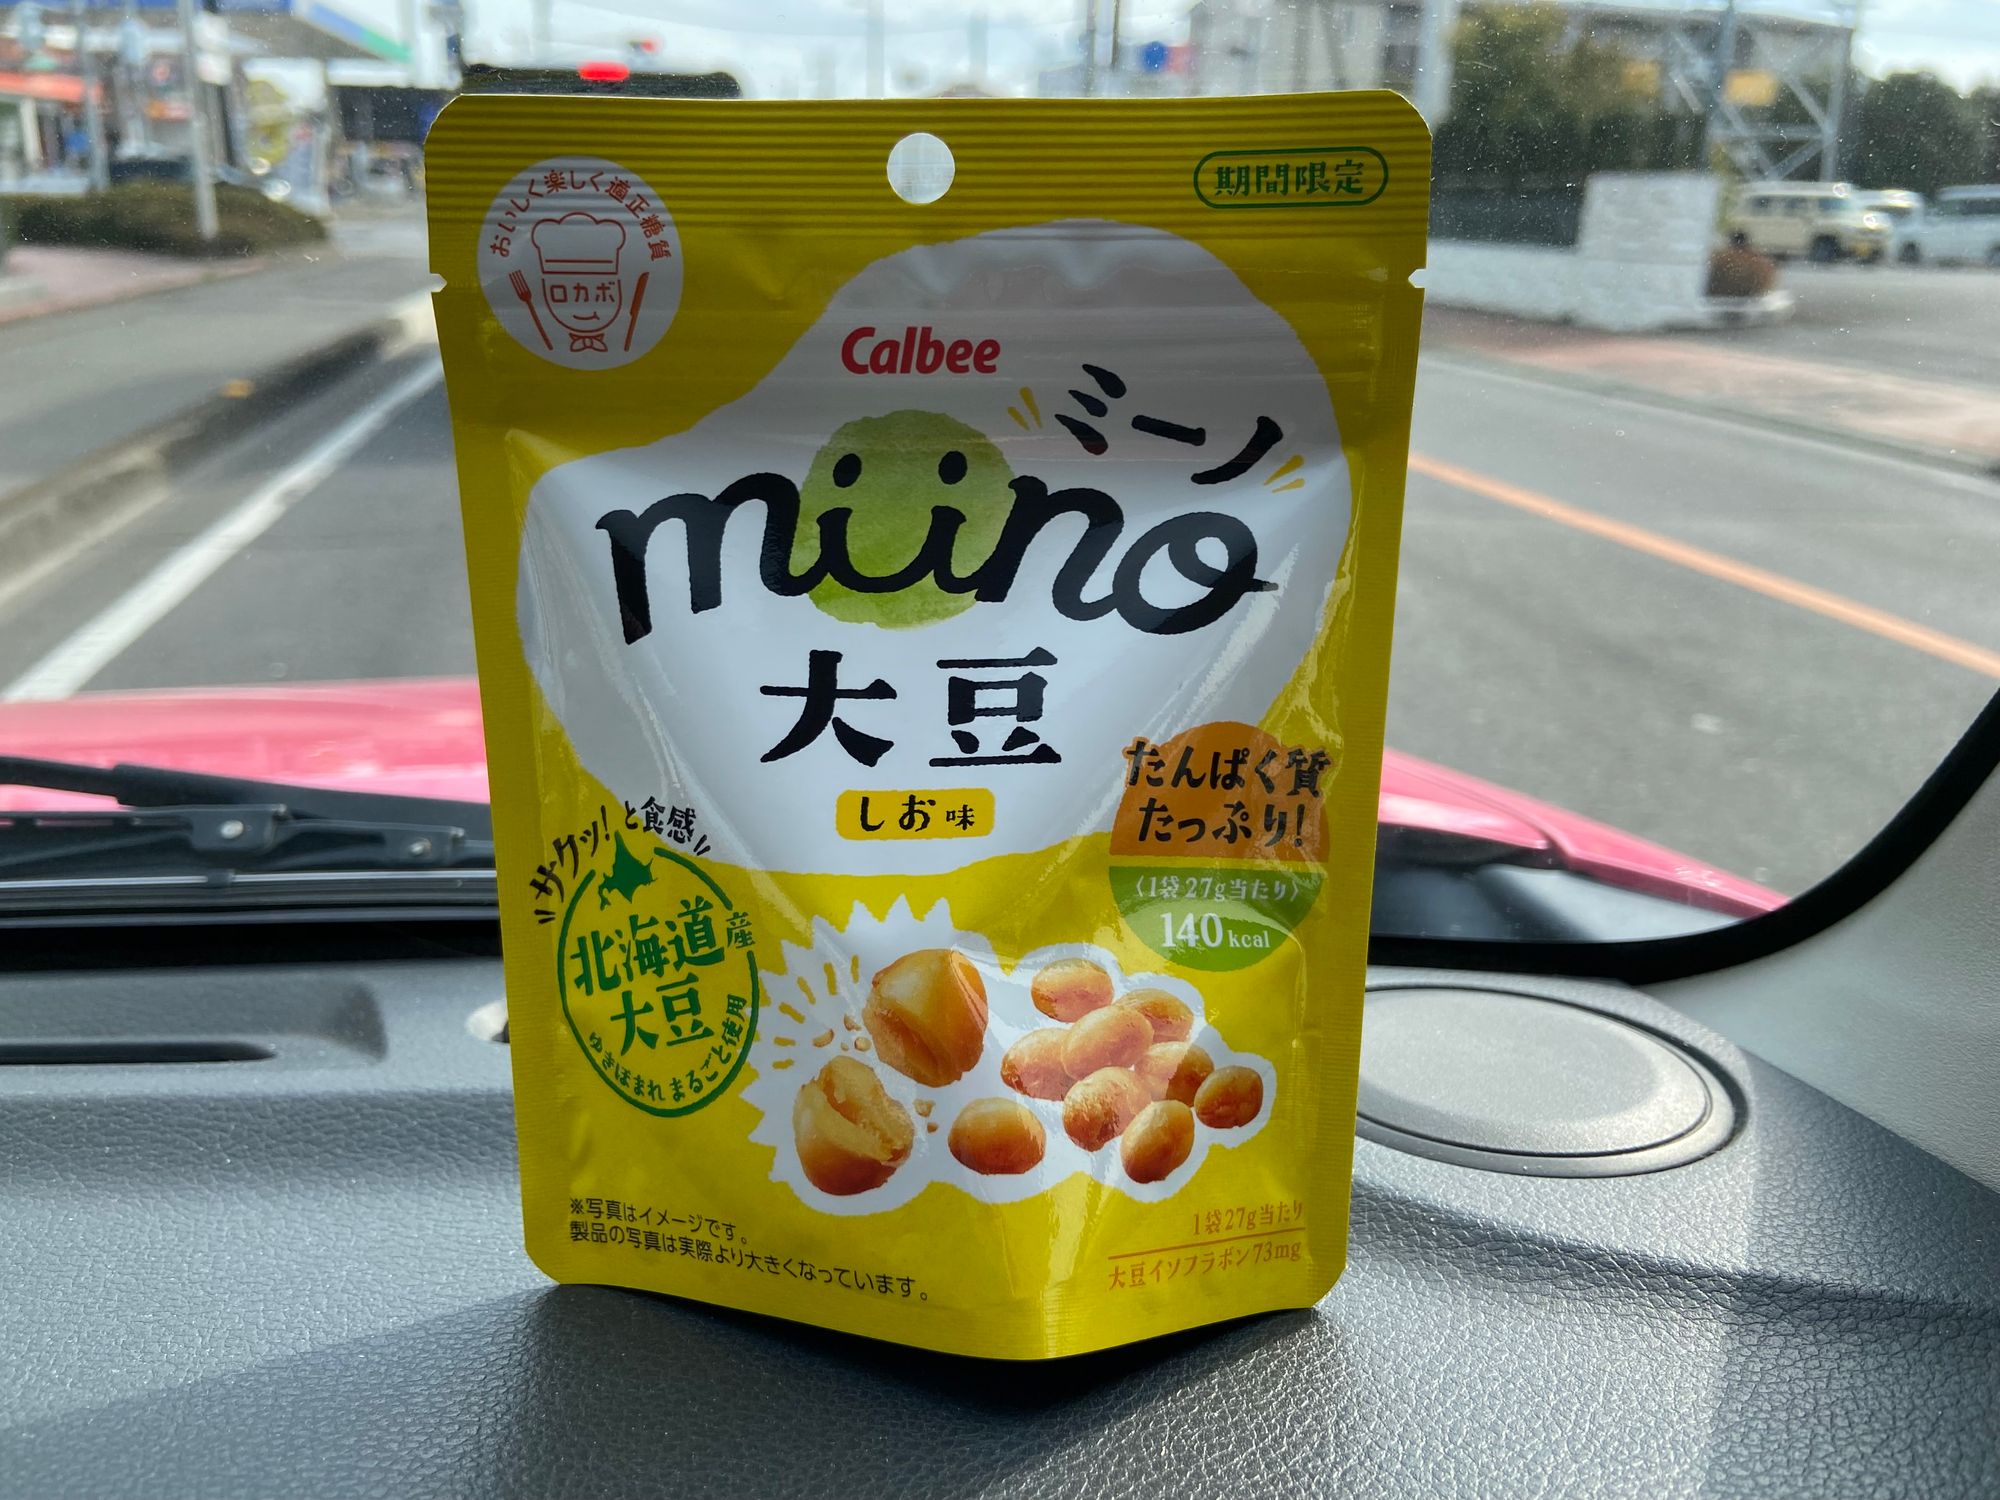 期間限定
おいしく楽しく適正糖質
ロカボ
Calbee
ミーノ
miino
大豆
しお味
たんぱく質
たっぷり!
〈1袋27g当たり〉
140kcal
サクッ!と食感
北海道産
大豆
ゆきぼまれ まるごと使用
※写真はイメージです。
製品の写真は実際より大きくなっています。
1袋27g当たり
大豆イソフラボン73mg